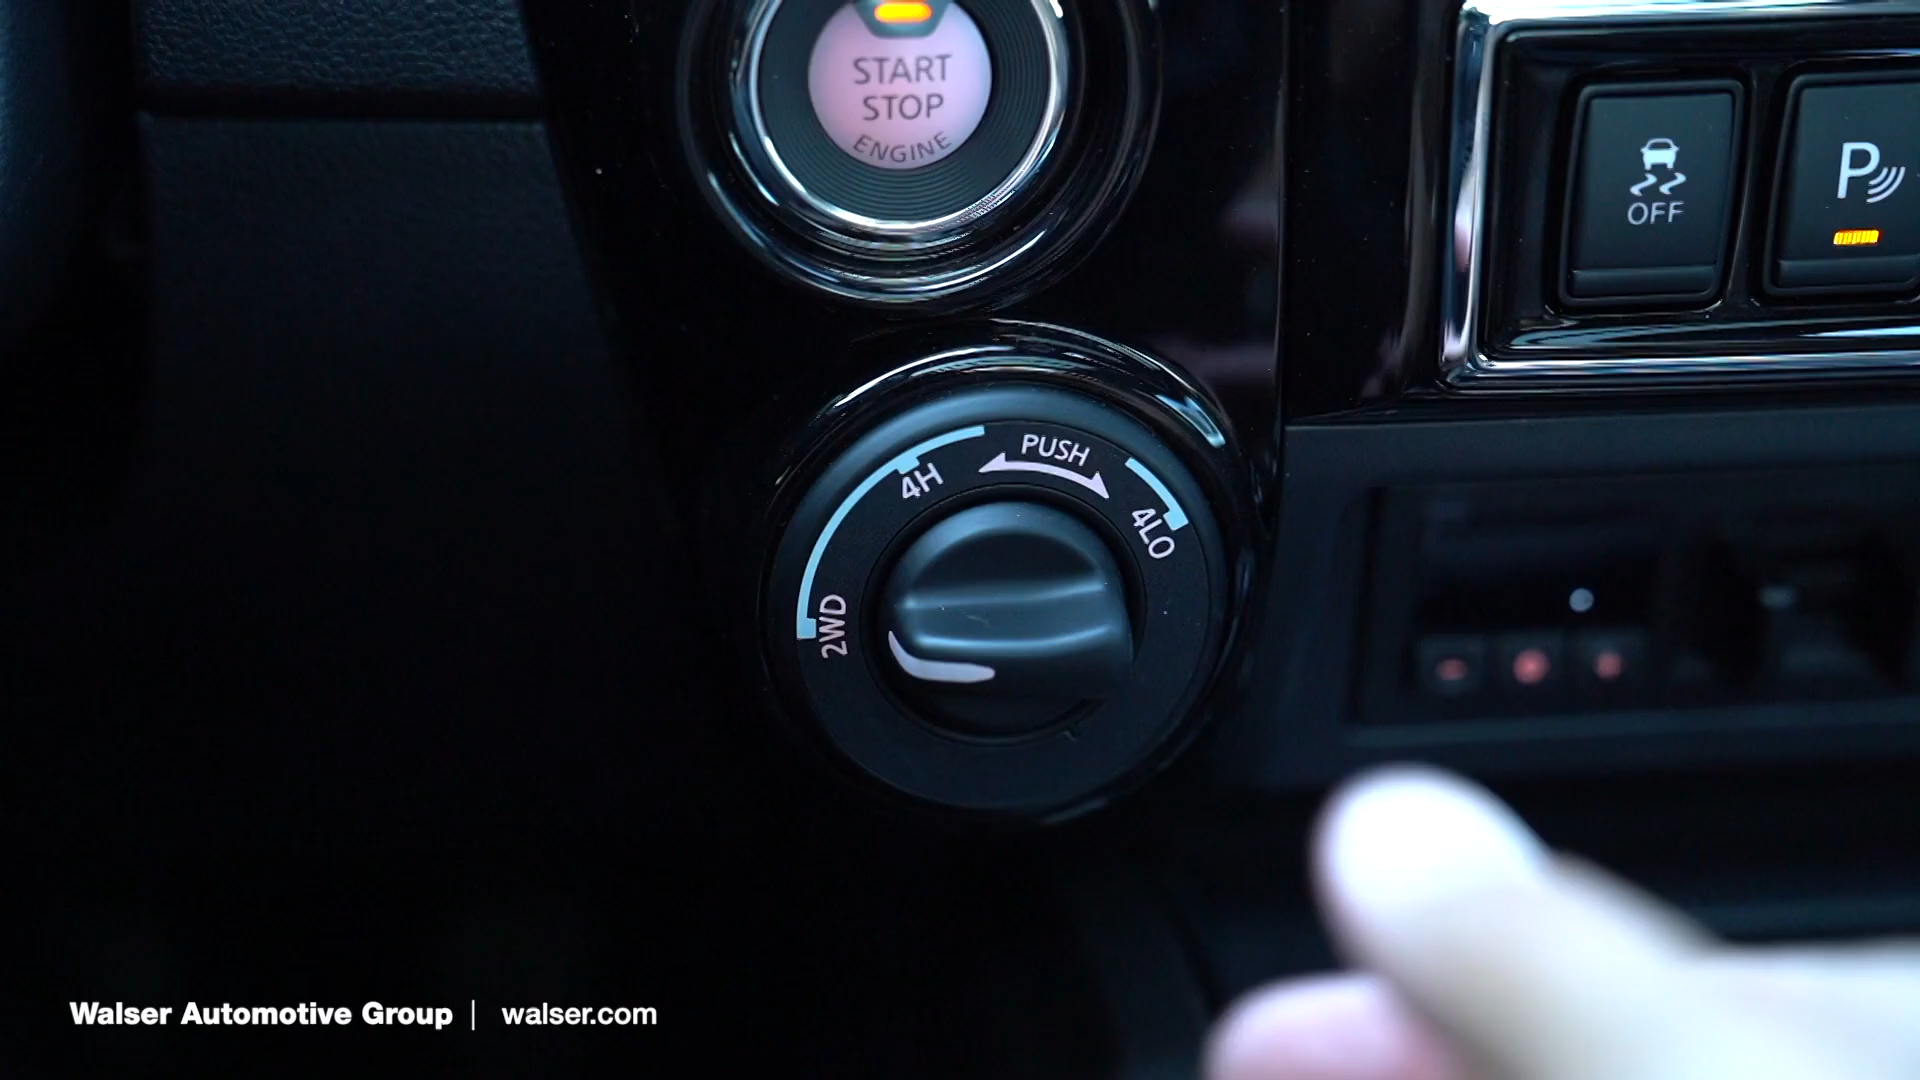 START
STOP
ENGINE
OFF
P
PUSH
4H
4LO
2WD
Walser Automotive Group | walser.com